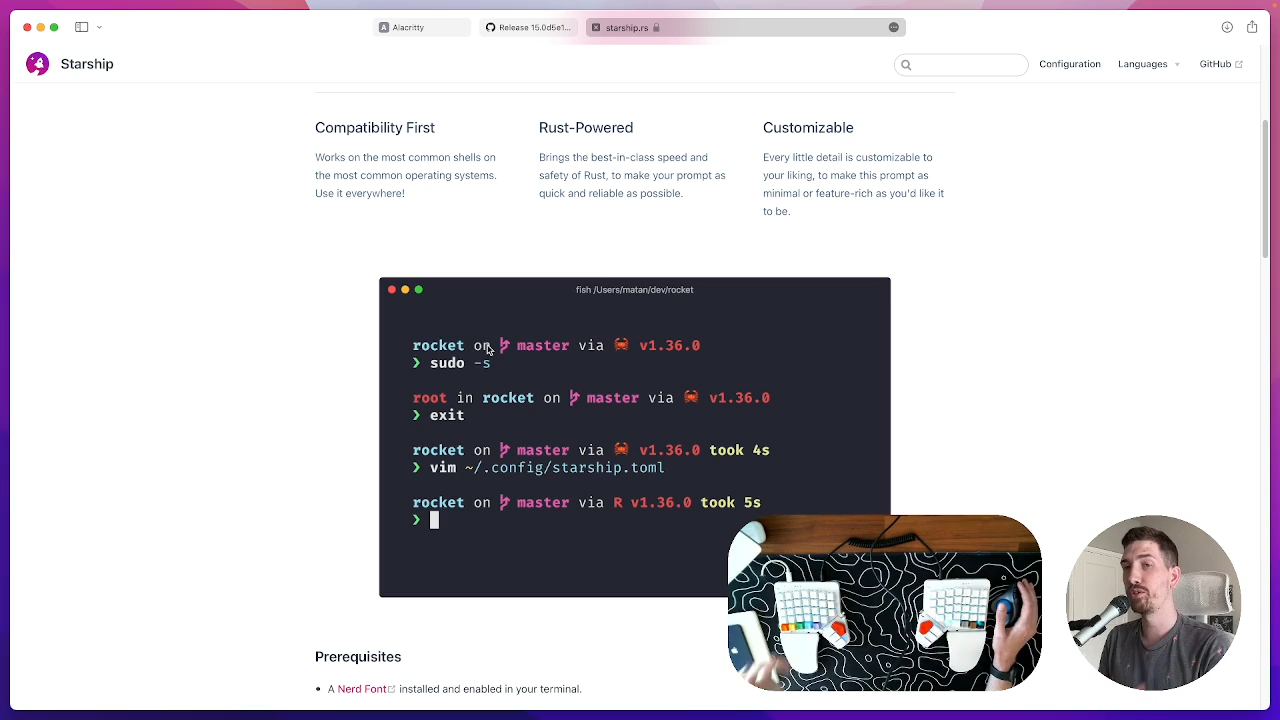 Alacritty
Release 15.0d5e1...
starship.rs
Starship
Configuration
Languages
GitHub
Compatibility First
Works on the most common shells on
the most common operating systems.
Use it everywhere!
Rust-Powered
Brings the best-in-class speed and
safety of Rust, to make your prompt as
quick and reliable as possible.
Customizable
Every little detail is customizable to
your liking, to make this prompt as
minimal or feature-rich as you'd like it
to be.
fish /Users/matan/dev/rocket
rocket on master via 🦀 v1.36.0
❯ sudo -s
root in rocket on master via 🦀 v1.36.0
❯ exit
rocket on master via 🦀 v1.36.0 took 4s
❯ vim ~/.config/starship.toml
rocket on master via R v1.36.0 took 5s
❯
Prerequisites
• A Nerd Font installed and enabled in your terminal.